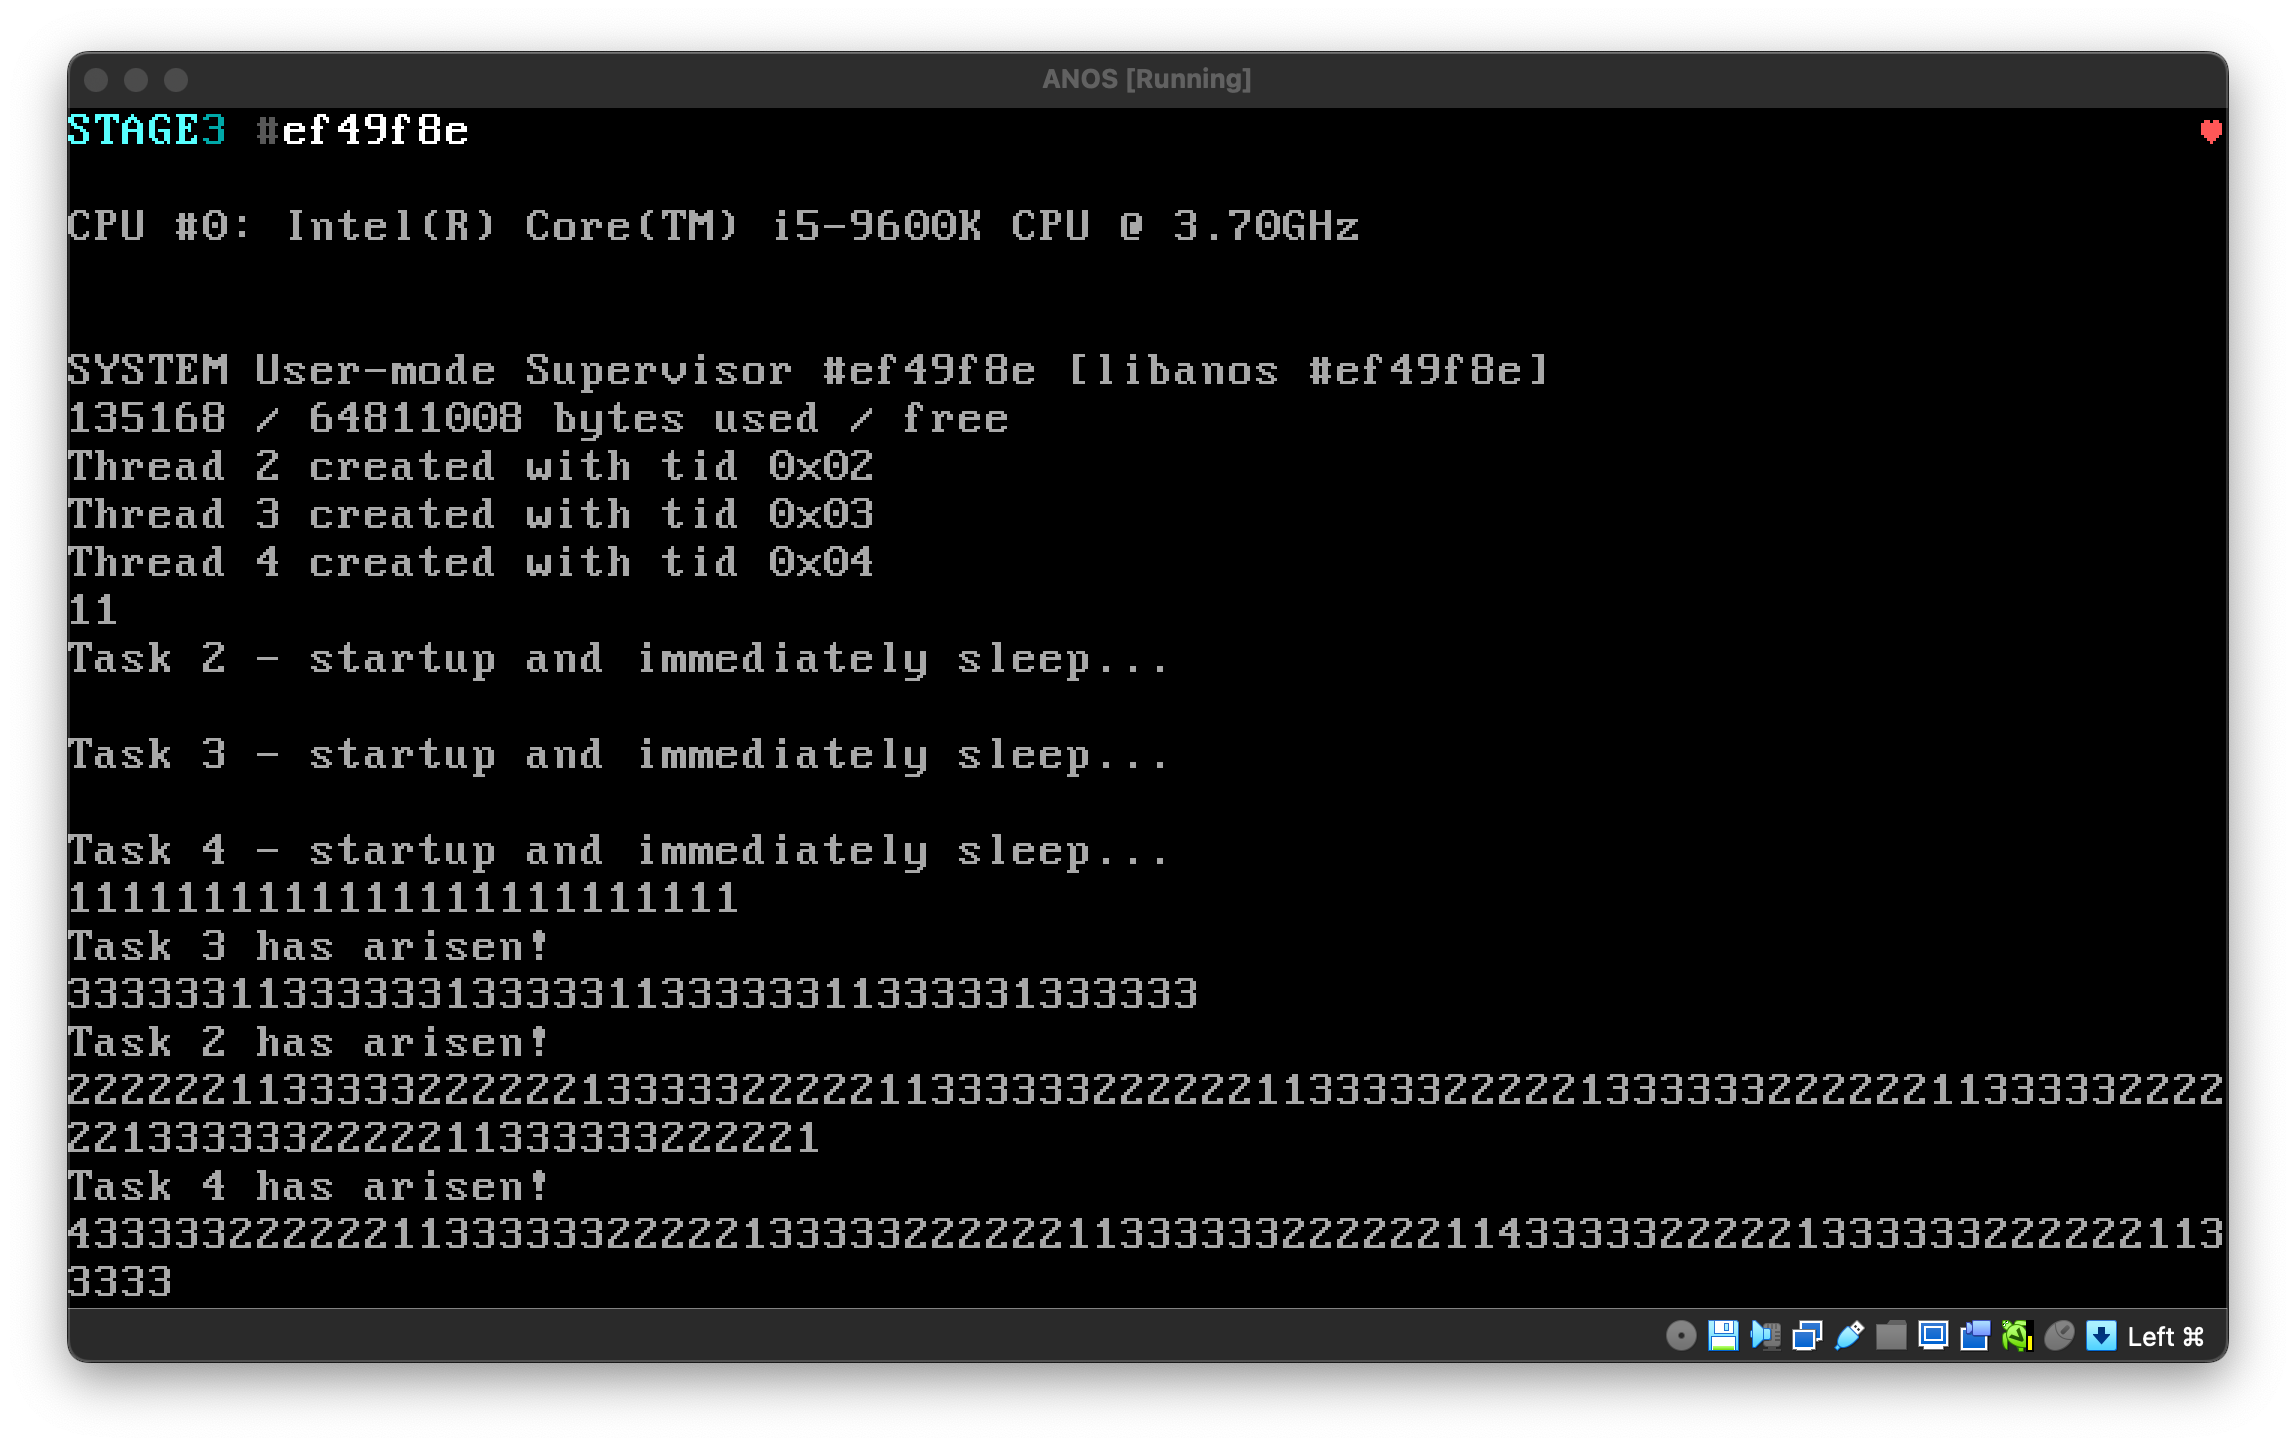 ANOS [Running]
STAGE3 #ef49f8e
CPU #0: Intel(R) Core(TM) i5-9600K CPU @ 3.70GHz
SYSTEM User-mode Supervisor #ef49f8e [libanos #ef49f8e]
135168 / 64811008 bytes used / free
Thread 2 created with tid 0x02
Thread 3 created with tid 0x03
Thread 4 created with tid 0x04
11
Task 2 - startup and immediately sleep...
Task 3 - startup and immediately sleep...
Task 4 - startup and immediately sleep...
1111111111111111111111111
Task 3 has arisen!
333333113333331333331133333311333331333333
Task 2 has arisen!
22222211333332222221333332222211333333222222113333322222133333322222211333332222
2213333332222211333333222221
Task 4 has arisen!
43333322222211333333222221333332222221133333322222211433333222221333333222222113
3333
Left ⌘